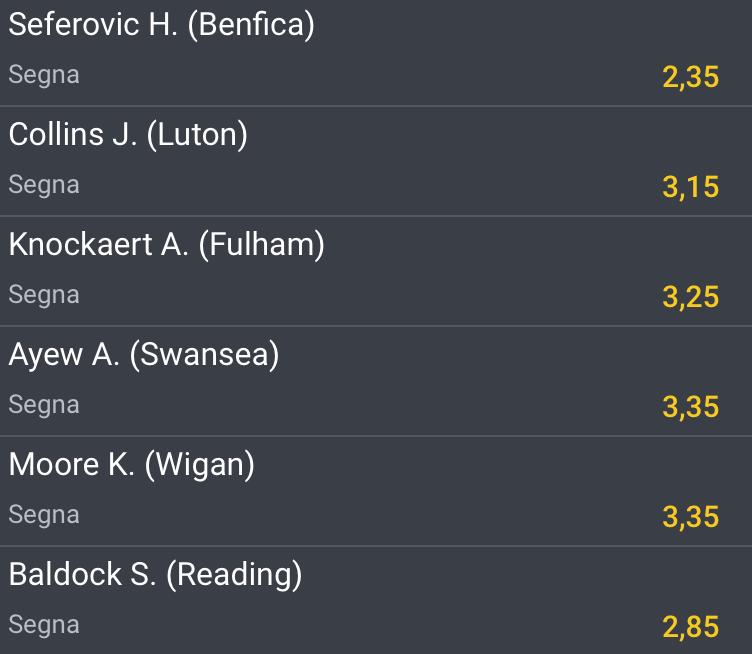 Seferovic H. (Benfica)
Segna 2,35
Collins J. (Luton)
Segna 3,15
Knockaert A. (Fulham)
Segna 3,25
Ayew A. (Swansea)
Segna 3,35
Moore K. (Wigan)
Segna 3,35
Baldock S. (Reading)
Segna 2,85